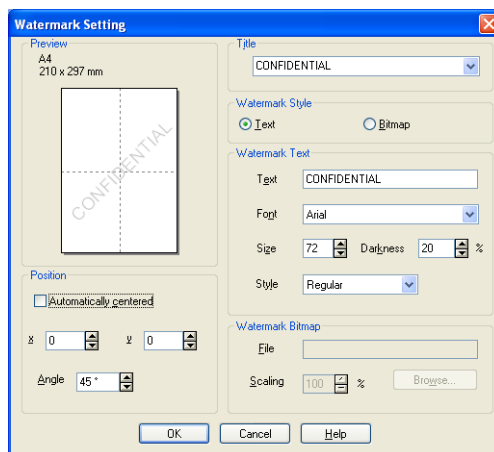 Watermark Setting
Preview
A4
210 x 297 mm
CONFIDENTIAL
Position
Automatically centered
x 0 y 0
Angle 45 °
Title
CONFIDENTIAL
Watermark Style
Text Bitmap
Watermark Text
Text CONFIDENTIAL
Font Arial
Size 72 Darkness 20 %
Style Regular
Watermark Bitmap
File
Scaling 100 % Browse...
OK Cancel Help